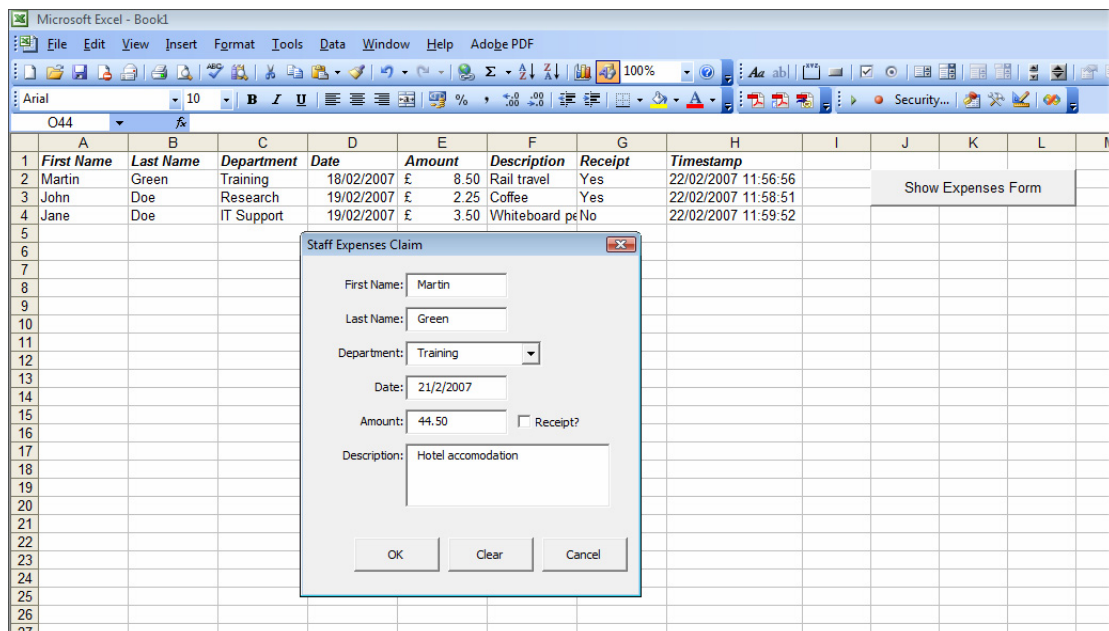 Microsoft Excel - Book1
File Edit View Insert Format Tools Data Window Help Adobe PDF
100%
Arial 10 B I U % , Security...
O44 fx
A B C D E F G H I J K L
1 First Name Last Name Department Date Amount Description Receipt Timestamp
2 Martin Green Training 18/02/2007 £ 8.50 Rail travel Yes 22/02/2007 11:56:56
3 John Doe Research 19/02/2007 £ 2.25 Coffee Yes 22/02/2007 11:58:51
4 Jane Doe IT Support 19/02/2007 £ 3.50 Whiteboard pe No 22/02/2007 11:59:52
Show Expenses Form
5
6
7
8
9
10
11
12
13
14
15
16
17
18
19
20
21
22
23
24
25
26
27
Staff Expenses Claim
First Name: Martin
Last Name: Green
Department: Training
Date: 21/2/2007
Amount: 44.50 Receipt?
Description: Hotel accomodation
OK Clear Cancel